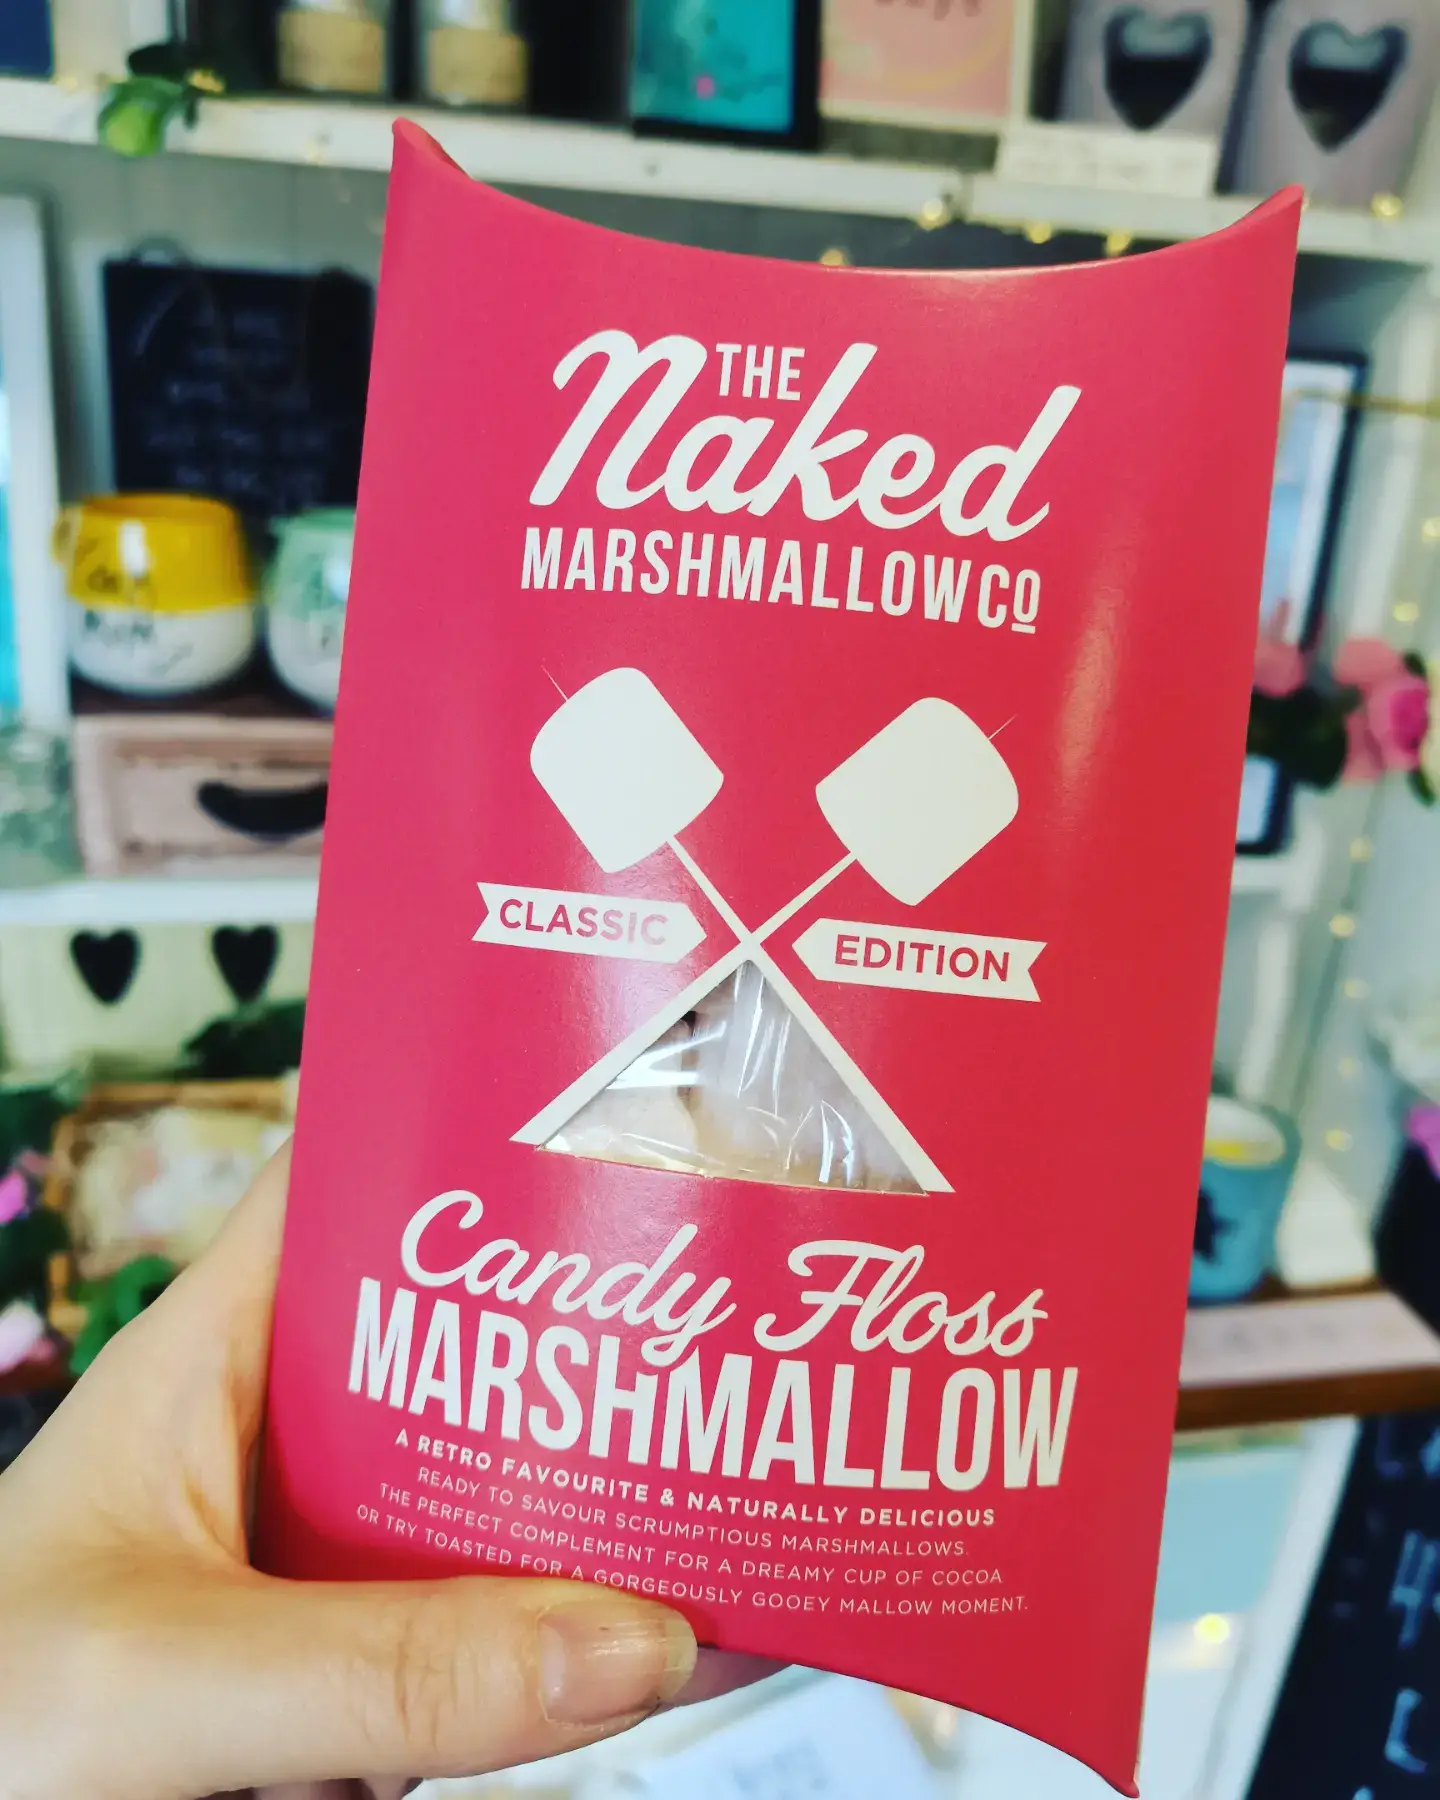 THE
Naked
MARSHMALLOW CO
CLASSIC
EDITION
Candy Floss
MARSHMALLOW
A RETRO FAVOURITE & NATURALLY DELICIOUS
READY TO SAVOUR SCRUMPTIOUS MARSHMALLOWS.
THE PERFECT COMPLEMENT FOR A DREAMY CUP OF COCOA
OR TRY TOASTED FOR A GORGEOUSLY GOOEY MALLOW MOMENT.